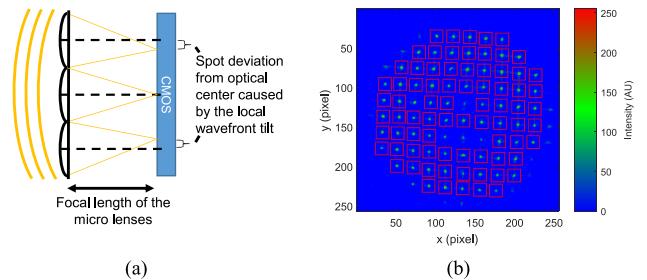 CMOS
Spot deviation
from optical
center caused
by the local
wavefront tilt
Focal length of the
micro lenses
(a)
(b)
y (pixel)
50
100
150
200
250
50
100
150
200
250
x (pixel)
250
200
150
100
50
0
Intensity (AU)